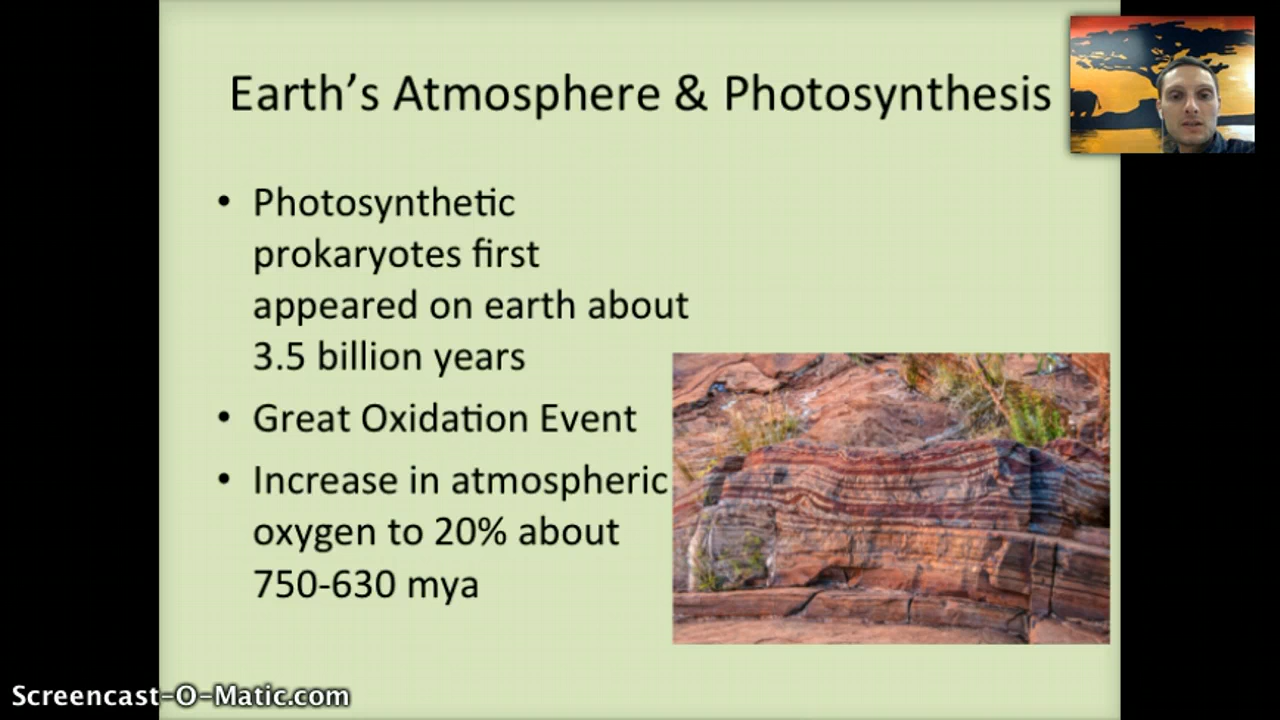 Earth’s Atmosphere & Photosynthesis
• Photosynthetic
prokaryotes first
appeared on earth about
3.5 billion years
• Great Oxidation Event
• Increase in atmospheric
oxygen to 20% about
750-630 mya
Screencast-O-Matic.com